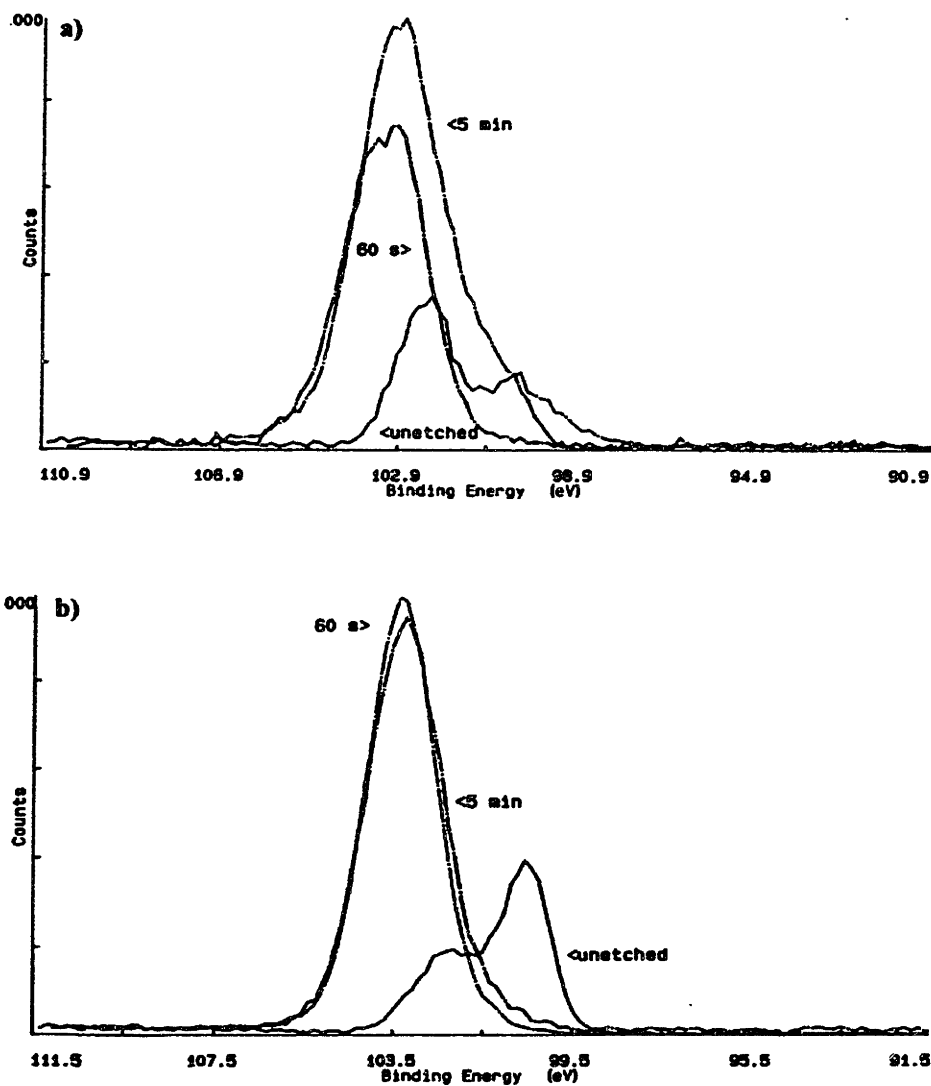 .000 a)
<5 min
60 s>
Counts
<unetched
110.9 106.9 102.9 98.9 94.9 90.9
Binding Energy (eV)
000 b)
60 s>
<5 min
Counts
<unetched
111.5 107.5 103.5 99.5 95.5 91.5
Binding Energy (eV)